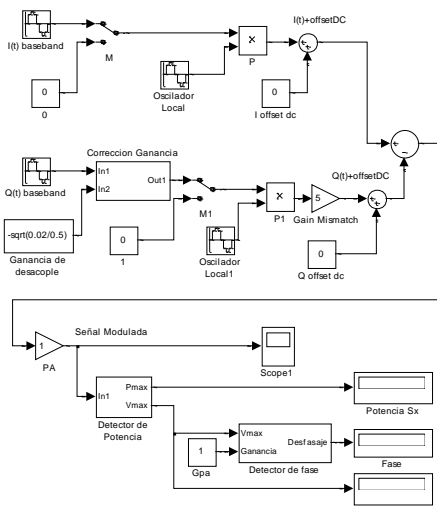 I(t) baseband
M
0
0
Oscilador
Local
P
I(t)+offsetDC
0
I offset dc
Q(t) baseband
Correccion Ganancia
In1
In2
Out1
-sqrt(0.02/0.5)
Ganancia de
desacople
0
1
M1
Oscilador
Local1
P1
5
Gain Mismatch
Q(t)+offsetDC
0
Q offset dc
1
PA
Señal Modulada
Scope1
In1
Pmax
Vmax
Detector de
Potencia
Potencia Sx
1
Gpa
Vmax
Ganancia
Desfasaje
Detector de fase
Fase